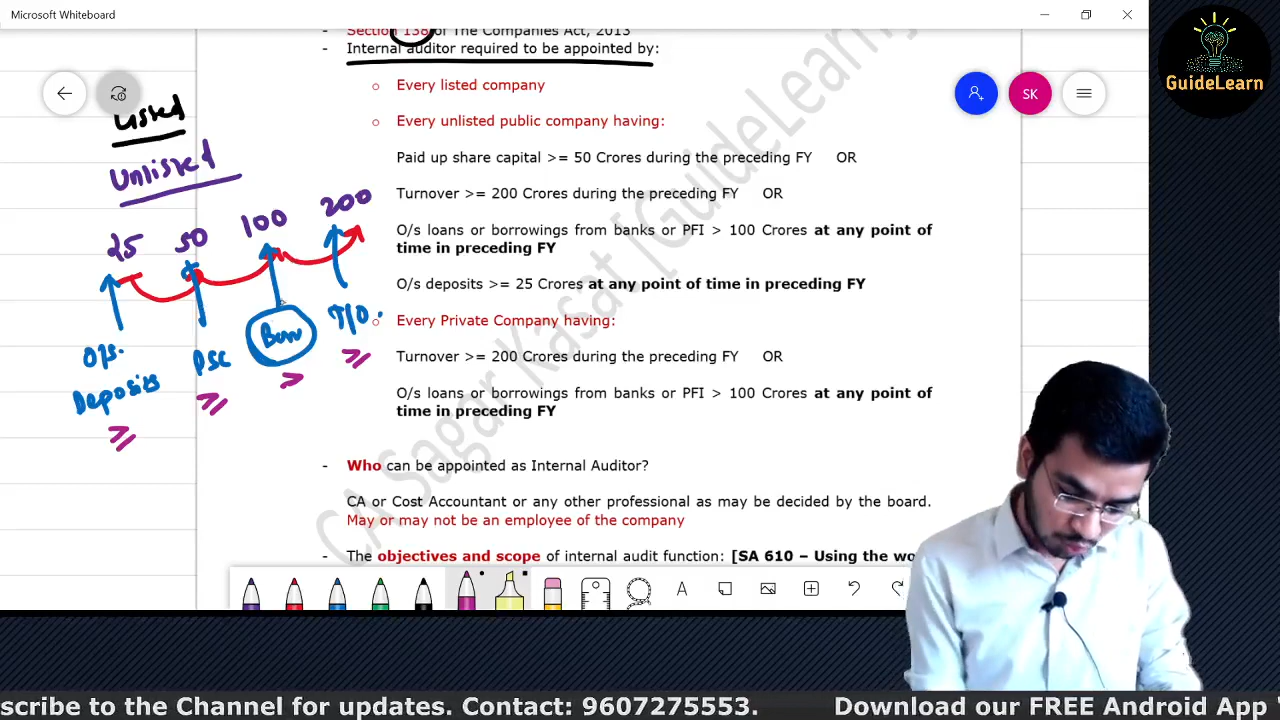 Microsoft Whiteboard
GuideLearn
- Section 138 of The Companies Act, 2013
- Internal auditor required to be appointed by:
o Every listed company
o Every unlisted public company having:
Paid up share capital >= 50 Crores during the preceding FY OR
Turnover >= 200 Crores during the preceding FY OR
O/s loans or borrowings from banks or PFI > 100 Crores at any point of
time in preceding FY
O/s deposits >= 25 Crores at any point of time in preceding FY
o Every Private Company having:
Turnover >= 200 Crores during the preceding FY OR
O/s loans or borrowings from banks or PFI > 100 Crores at any point of
time in preceding FY
- Who can be appointed as Internal Auditor?
CA or Cost Accountant or any other professional as may be decided by the board.
May or may not be an employee of the company
- The objectives and scope of internal audit function: [SA 610 – Using the wo
Listed
Unlisted
25 50 100 200
O/s. Deposits
PSC
Borr
T/O.
≥ ≥ > ≥
SK
A
CA Sagar Kasat [GuideLearn
scribe to the Channel for updates. Contact: 9607275553. Download our FREE Android App